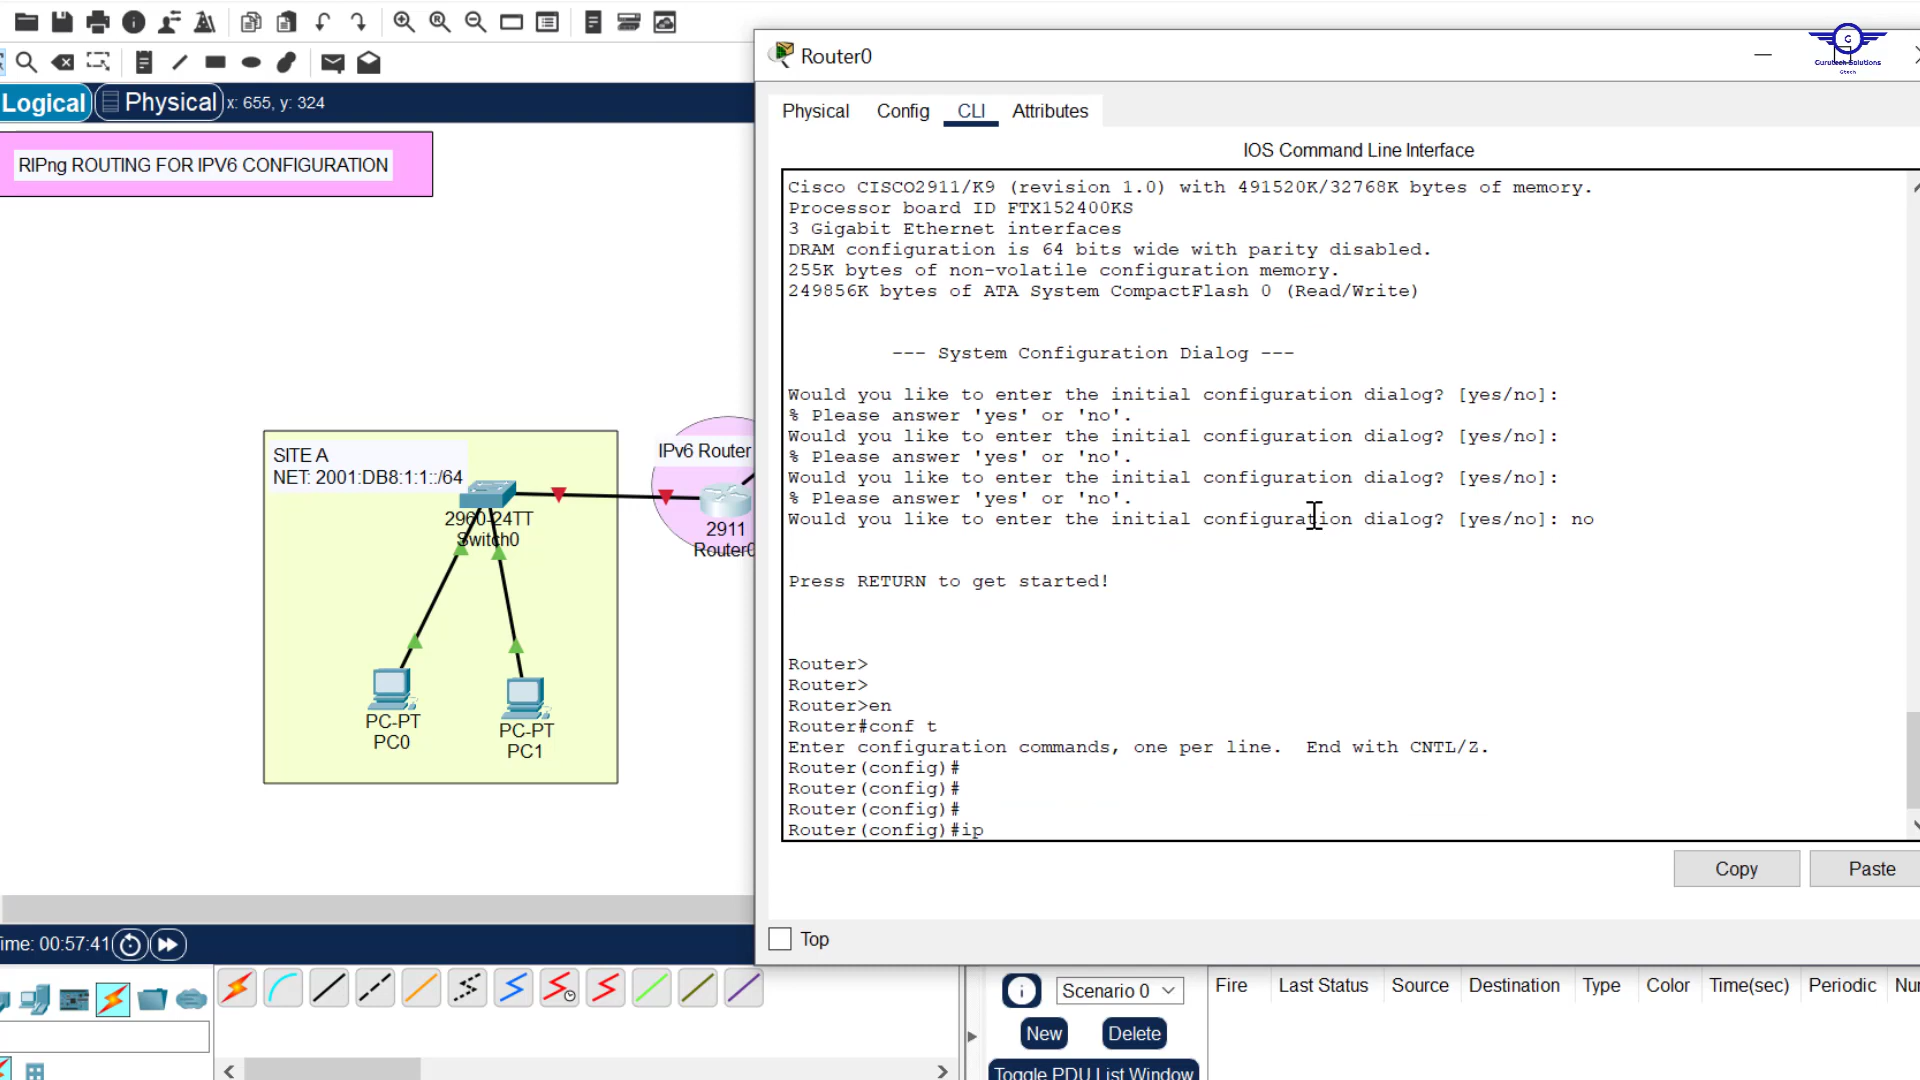 Router0
G
Gurutech Solutions
Gtech
Logical
Physical
x: 655, y: 324
Physical
Config
CLI
Attributes
IOS Command Line Interface
RIPng ROUTING FOR IPV6 CONFIGURATION
Cisco CISCO2911/K9 (revision 1.0) with 491520K/32768K bytes of memory.
Processor board ID FTX152400KS
3 Gigabit Ethernet interfaces
DRAM configuration is 64 bits wide with parity disabled.
255K bytes of non-volatile configuration memory.
249856K bytes of ATA System CompactFlash 0 (Read/Write)
--- System Configuration Dialog ---
Would you like to enter the initial configuration dialog? [yes/no]:
% Please answer 'yes' or 'no'.
Would you like to enter the initial configuration dialog? [yes/no]:
% Please answer 'yes' or 'no'.
Would you like to enter the initial configuration dialog? [yes/no]:
% Please answer 'yes' or 'no'.
Would you like to enter the initial configuration dialog? [yes/no]: no
Press RETURN to get started!
Router>
Router>
Router>en
Router#conf t
Enter configuration commands, one per line.  End with CNTL/Z.
Router(config)#
Router(config)#
Router(config)#
Router(config)#ip
SITE A
NET: 2001:DB8:1:1::/64
IPv6 Router
2960-24TT
Switch0
2911
Router0
PC-PT
PC0
PC-PT
PC1
Copy
Paste
Top
ime: 00:57:41
Scenario 0
New
Delete
Toggle PDU List Window
Fire
Last Status
Source
Destination
Type
Color
Time(sec)
Periodic
Nu